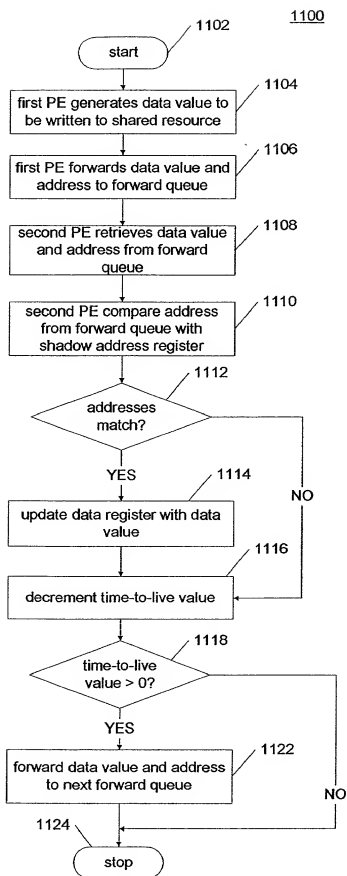 1100
1102
start
1104
first PE generates data value to
be written to shared resource
1106
first PE forwards data value and
address to forward queue
1108
second PE retrieves data value
and address from forward
queue
1110
second PE compare address
from forward queue with
shadow address register
1112
addresses
match?
YES
NO
1114
update data register with data
value
1116
decrement time-to-live value
1118
time-to-live
value > 0?
YES
NO
1122
forward data value and address
to next forward queue
1124
stop